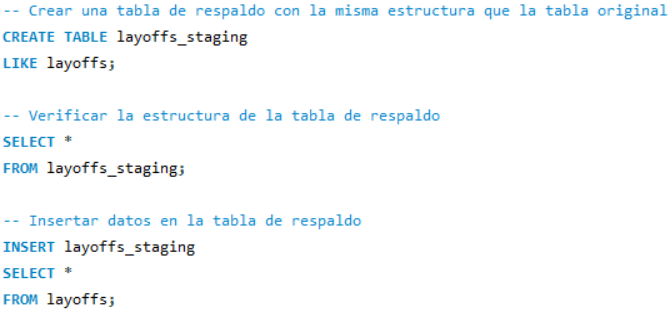 -- Crear una tabla de respaldo con la misma estructura que la tabla original
CREATE TABLE layoffs_staging
LIKE layoffs;
-- Verificar la estructura de la tabla de respaldo
SELECT *
FROM layoffs_staging;
-- Insertar datos en la tabla de respaldo
INSERT layoffs_staging
SELECT *
FROM layoffs;